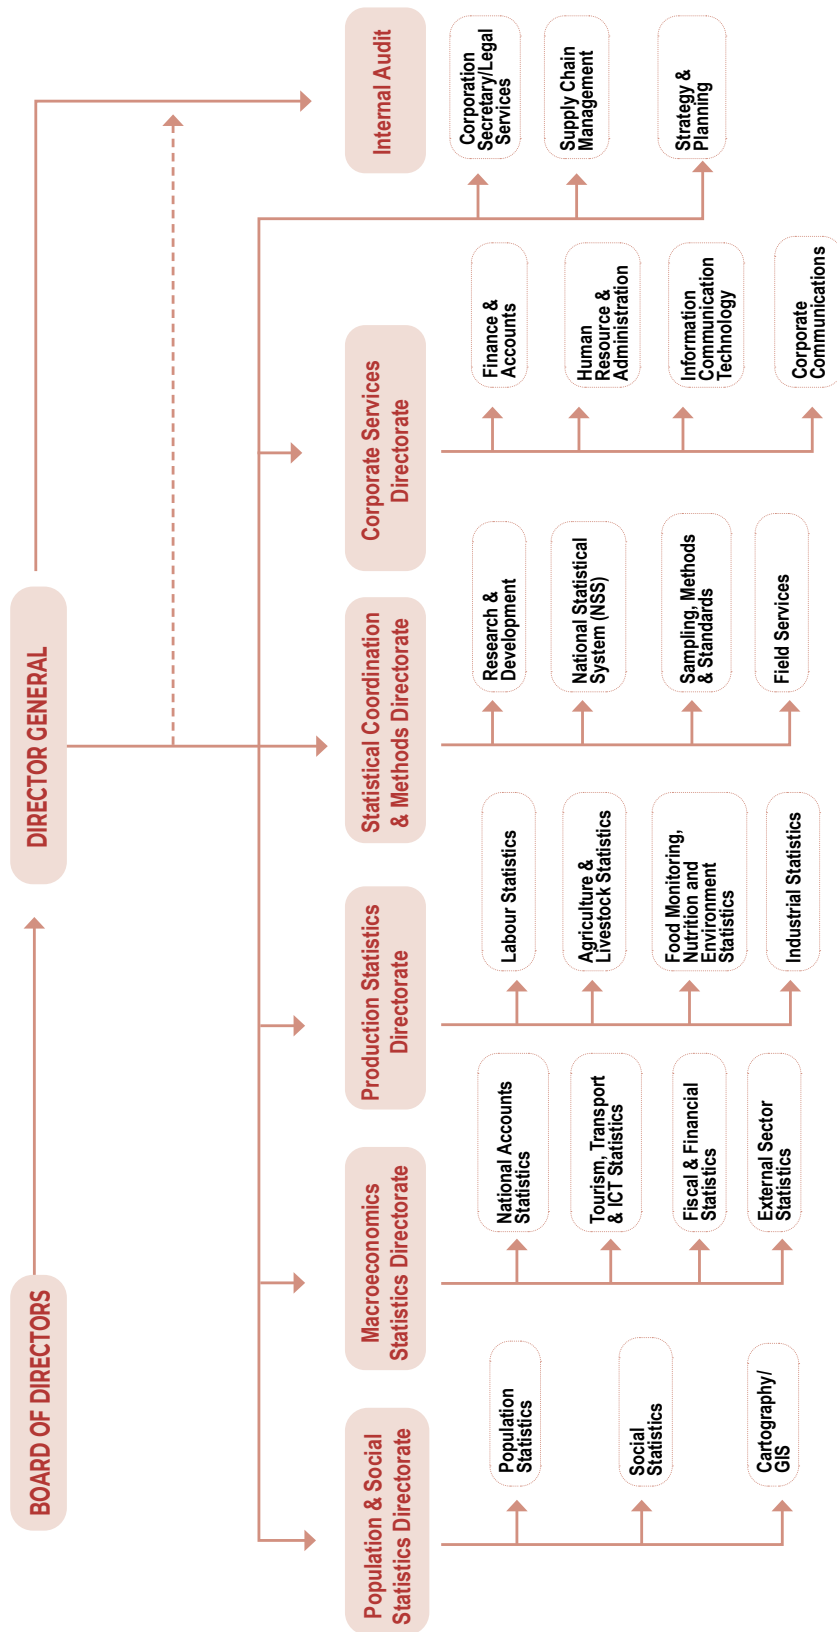 BOARD OF DIRECTORS
DIRECTOR GENERAL
Population & Social
Statistics Directorate
Macroeconomics
Statistics Directorate
Production Statistics
Directorate
Statistical Coordination
& Methods Directorate
Corporate Services
Directorate
Internal Audit
Population
Statistics
Social
Statistics
Cartography/
GIS
National Accounts
Statistics
Tourism, Transport
& ICT Statistics
Fiscal & Financial
Statistics
External Sector
Statistics
Labour Statistics
Agriculture &
Livestock Statistics
Food Monitoring,
Nutrition and
Environment
Statistics
Industrial Statistics
Research &
Development
National Statistical
System (NSS)
Sampling, Methods
& Standards
Field Services
Finance &
Accounts
Human
Resource &
Administration
Information
Communication
Technology
Corporate
Communications
Corporation
Secretary/Legal
Services
Supply Chain
Management
Strategy &
Planning